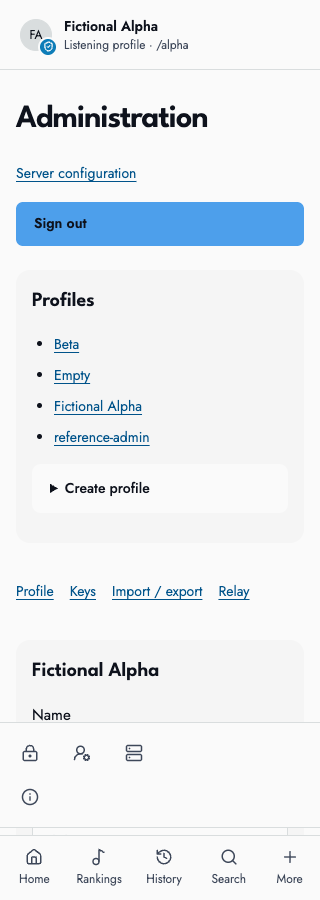 FA
Fictional Alpha
Listening profile · /alpha
Administration
Server configuration
Sign out
Profiles
Beta
Empty
Fictional Alpha
reference-admin
Create profile
Profile Keys Import / export Relay
Fictional Alpha
Name
Home Rankings History Search More